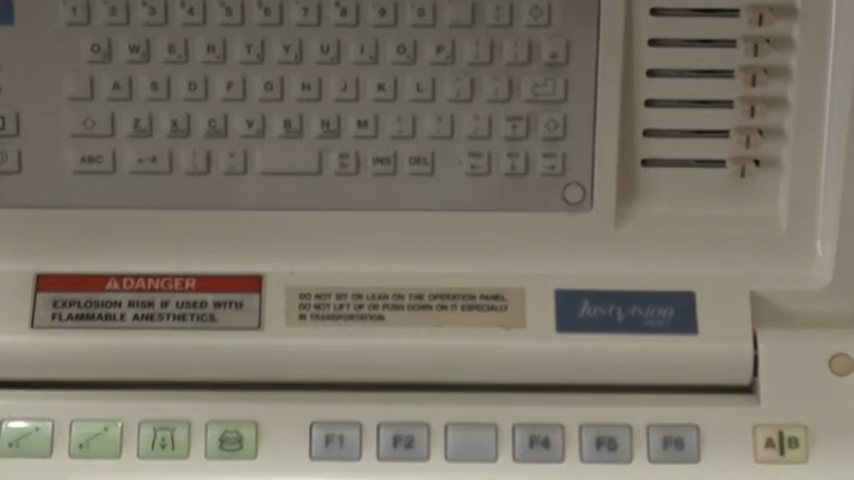 1 2 3 4 5 6 7 8 9 0
Q W E R T Y U I O P
A S D F G H J K L
Z X C V B N M
ABC INS DEL
DANGER
EXPLOSION RISK IF USED WITH
FLAMMABLE ANESTHETICS.
DO NOT SIT OR LEAN ON THE OPERATION PANEL.
DO NOT LIFT UP OR PUSH DOWN ON IT ESPECIALLY
IN TRANSPORTATION.
JustVision
F1 F2 F4 F5 F6 A|B